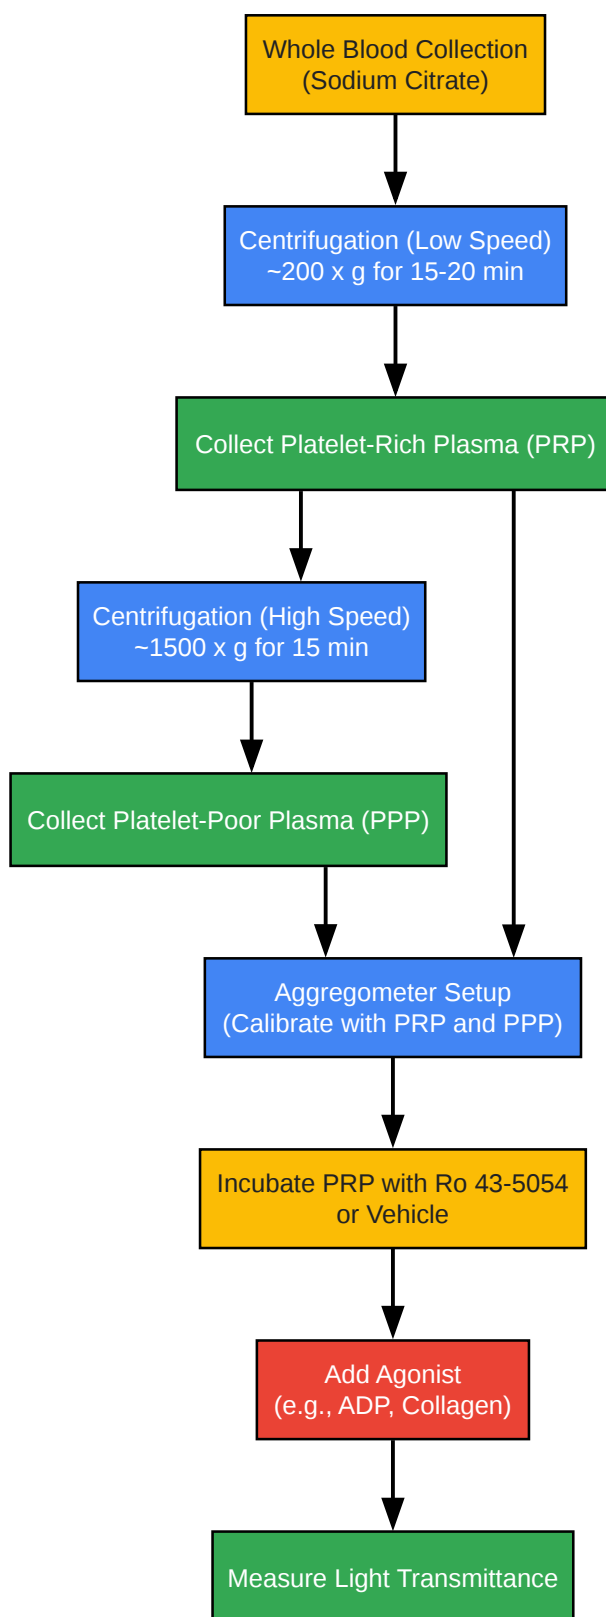 Whole Blood Collection
(Sodium Citrate)
Centrifugation (Low Speed)
~200 x g for 15-20 min
Collect Platelet-Rich Plasma (PRP)
Centrifugation (High Speed)
~1500 x g for 15 min
Collect Platelet-Poor Plasma (PPP)
Aggregometer Setup
(Calibrate with PRP and PPP)
Incubate PRP with Ro 43-5054
or Vehicle
Add Agonist
(e.g., ADP, Collagen)
Measure Light Transmittance